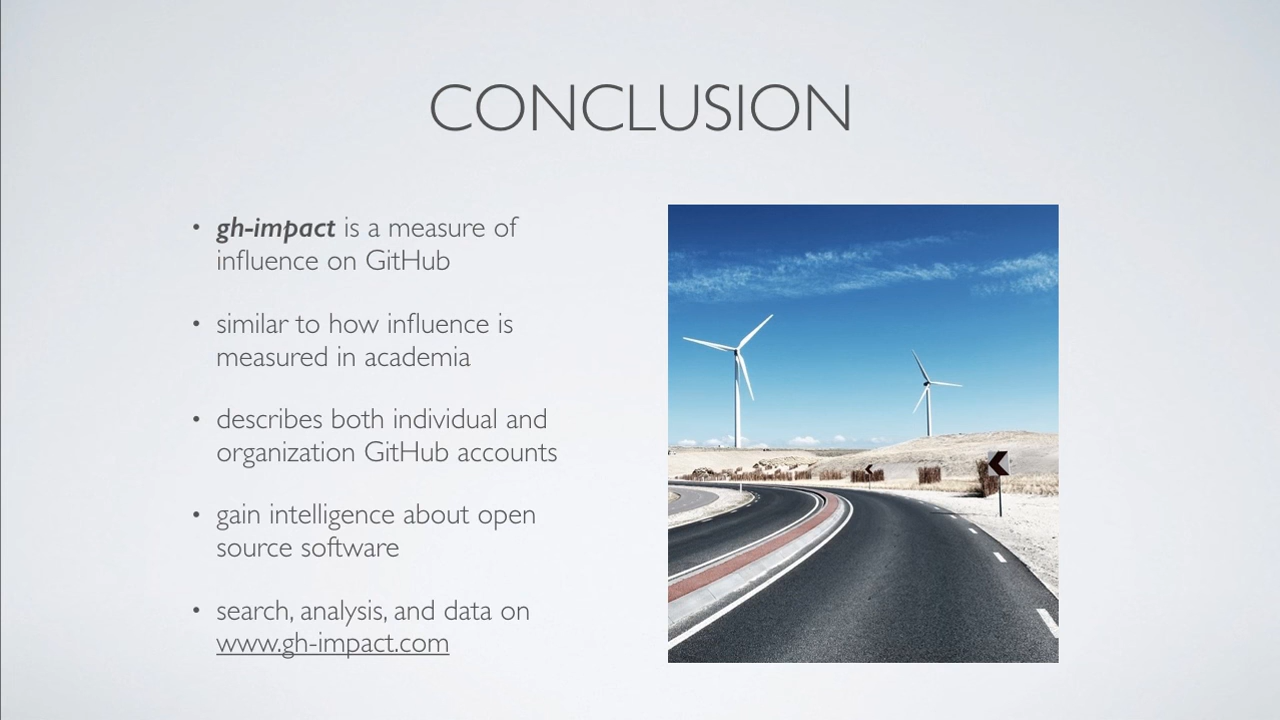 CONCLUSION
• gh-impact is a measure of
influence on GitHub
• similar to how influence is
measured in academia
• describes both individual and
organization GitHub accounts
• gain intelligence about open
source software
• search, analysis, and data on
www.gh-impact.com